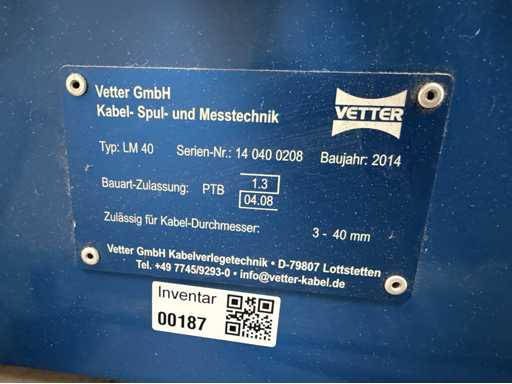 Vetter GmbH
Kabel- Spul- und Messtechnik
VETTER
Typ: LM 40 Serien-Nr.: 14 040 0208 Baujahr: 2014
Bauart-Zulassung: PTB 1.3
04.08
Zulässig für Kabel-Durchmesser: 3 - 40 mm
Vetter GmbH Kabelverlegetechnik • D-79807 Lottstetten
Tel. +49 7745/9293-0 • info@vetter-kabel.de
Inventar
00187